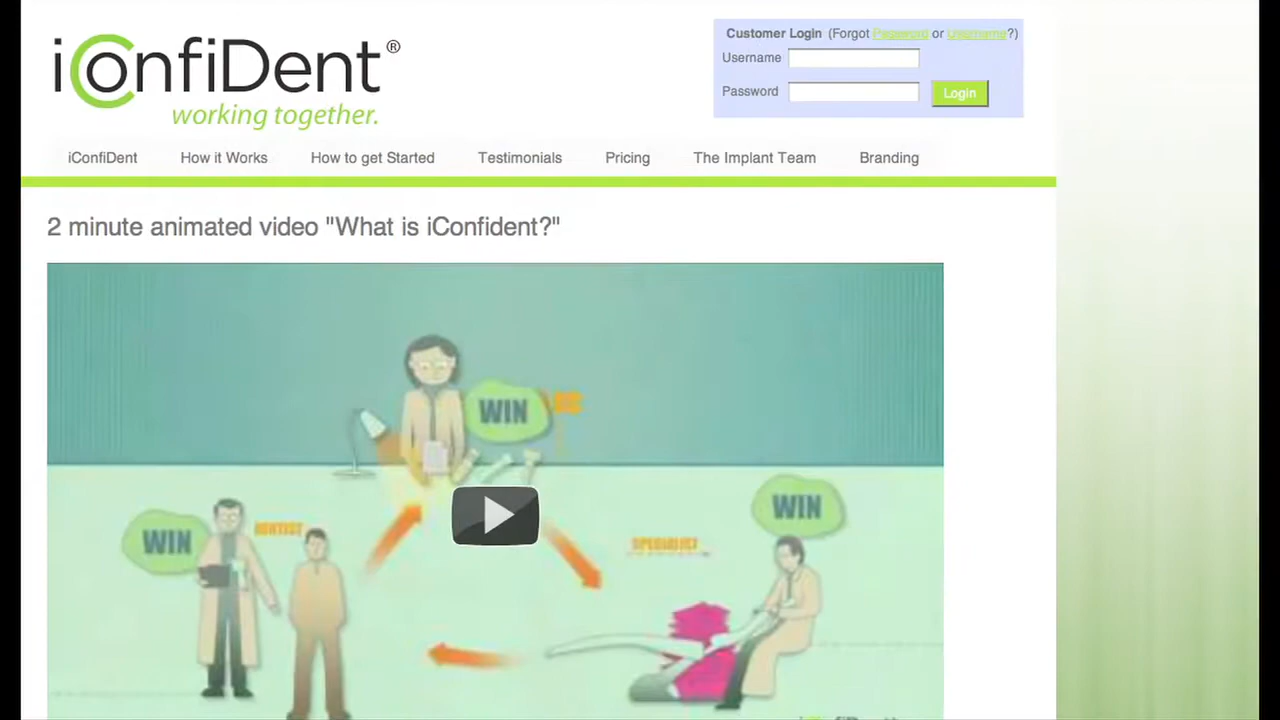 iConfiDent®
working together.
Customer Login (Forgot Password or Username?)
Username
Password
Login
iConfiDent
How it Works
How to get Started
Testimonials
Pricing
The Implant Team
Branding
2 minute animated video "What is iConfident?"
WIN
WIN
WIN
DENTIST
SPECIALIST